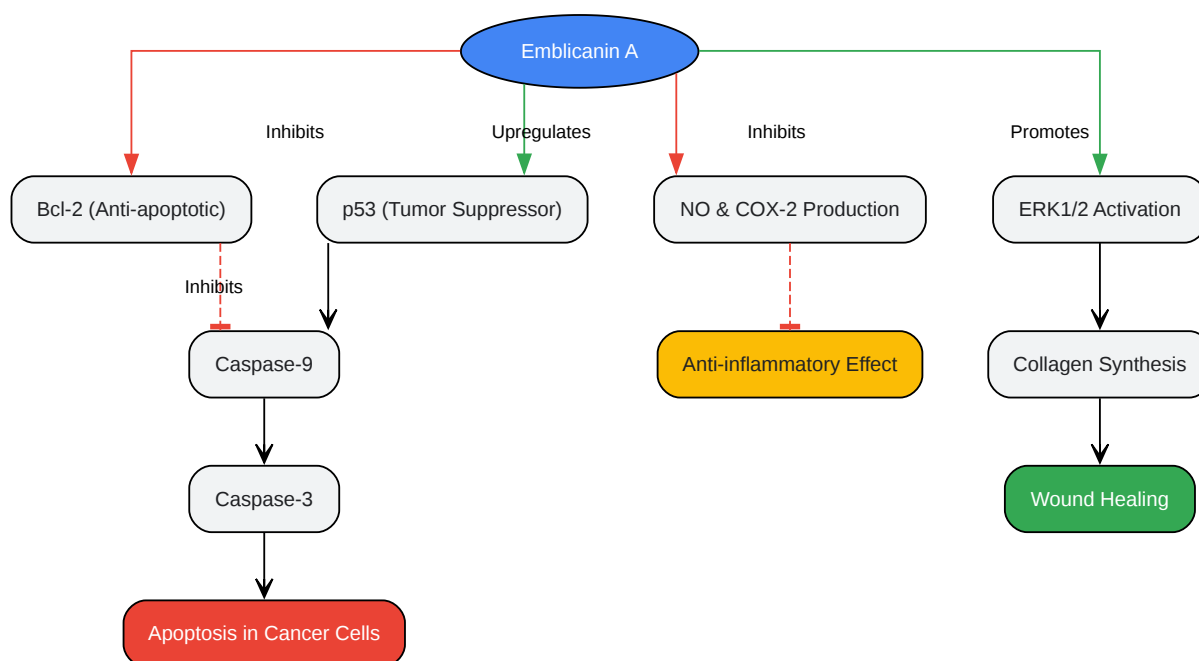 Emblicanin A
Inhibits
Upregulates
Inhibits
Promotes
Bcl-2 (Anti-apoptotic)
p53 (Tumor Suppressor)
NO & COX-2 Production
ERK1/2 Activation
Inhibits
Caspase-9
Anti-inflammatory Effect
Collagen Synthesis
Caspase-3
Wound Healing
Apoptosis in Cancer Cells